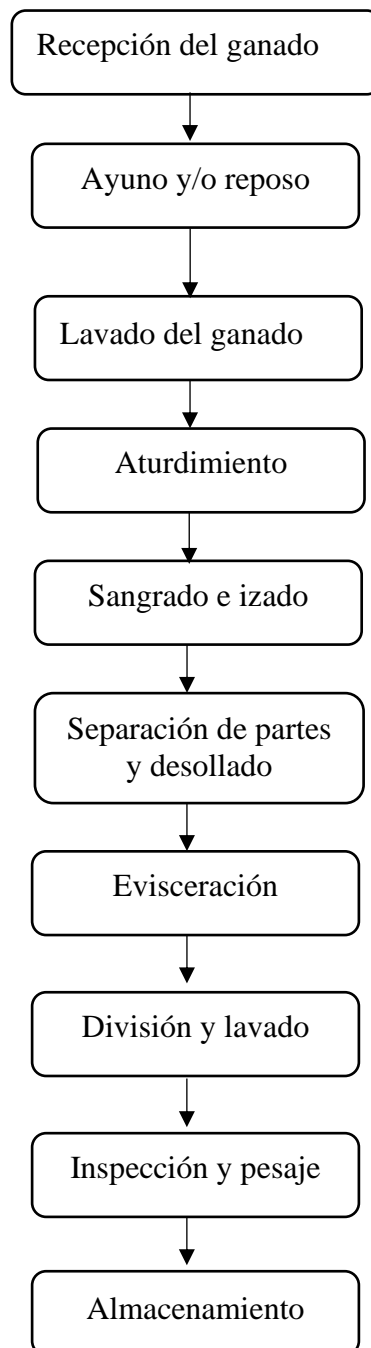 Recepción del ganado
Ayuno y/o reposo
Lavado del ganado
Aturdimiento
Sangrado e izado
Separación de partes
y desollado
Evisceración
División y lavado
Inspección y pesaje
Almacenamiento